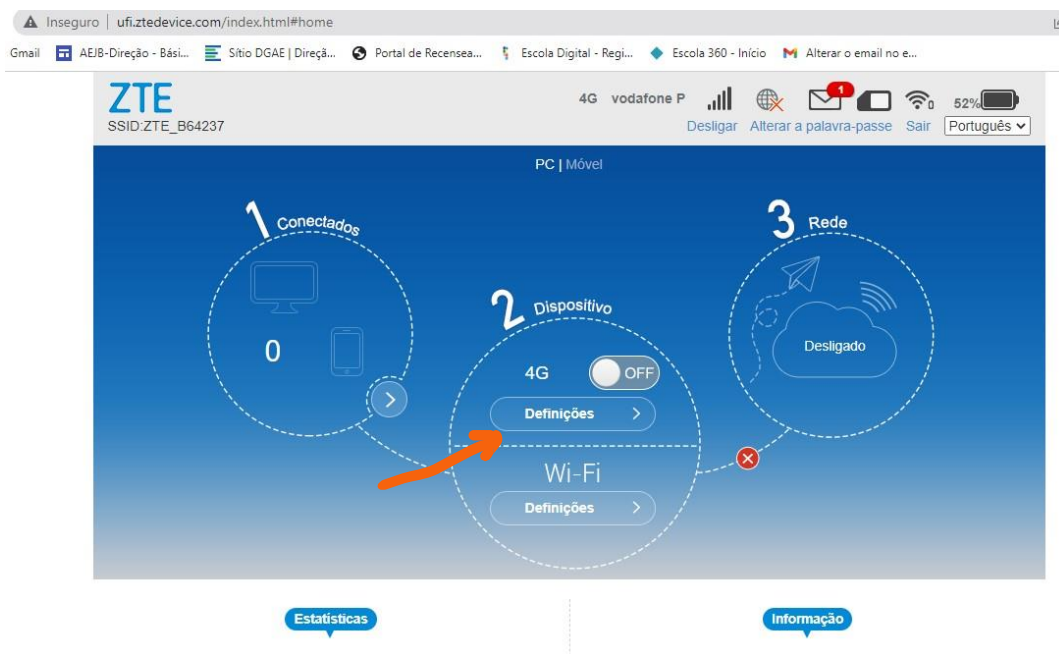 Inseguro | ufi.ztedevice.com/index.html#home
Gmail AEJB-Direção - Bási... Sítio DGAE | Direçã... Portal de Recensea... Escola Digital - Regi... Escola 360 - Início Alterar o email no e...
ZTE
4G vodafone P 1 0 52%
SSID:ZTE_B64237
Desligar Alterar a palavra-passe Sair Português
PC | Móvel
1 Conectados
0
2 Dispositivo
4G OFF
Definições
Wi-Fi
Definições
3 Rede
Desligado
Estatísticas
Informação